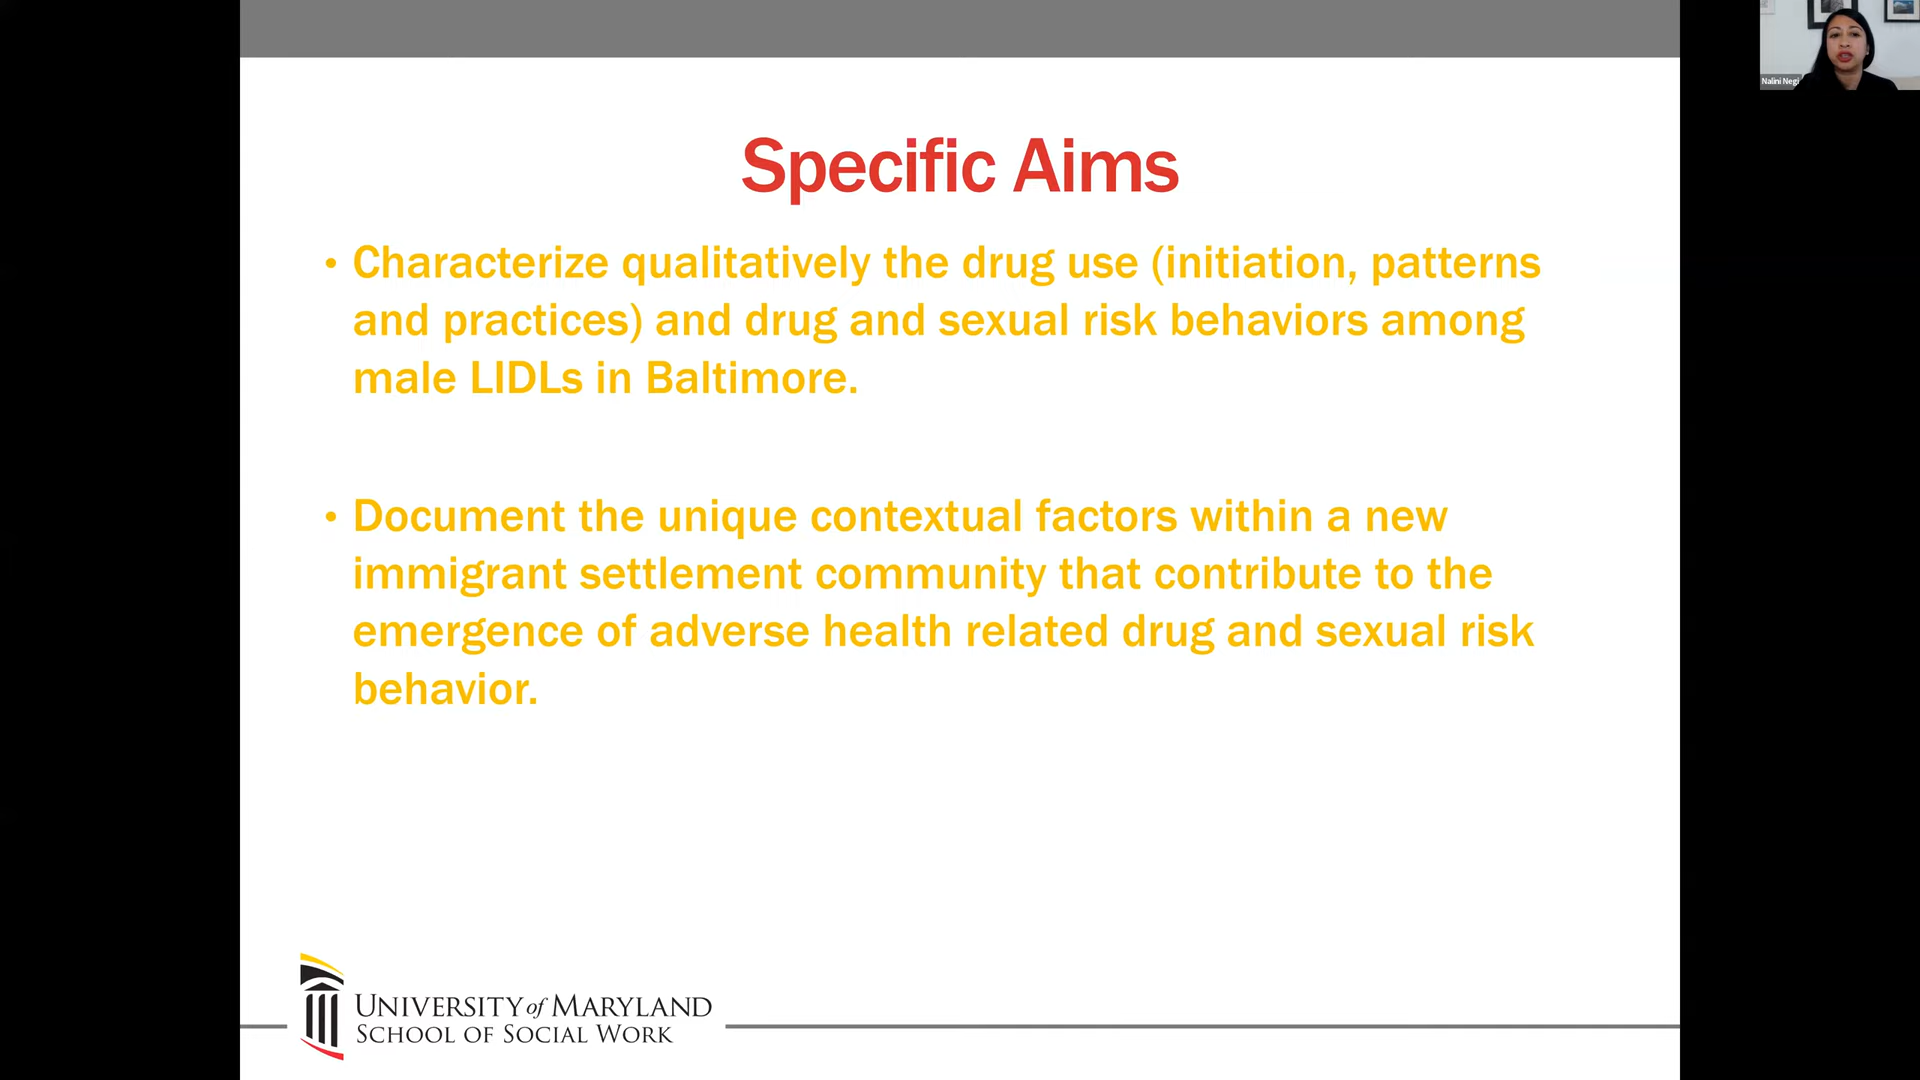 Nalini Negi
Specific Aims
• Characterize qualitatively the drug use (initiation, patterns
and practices) and drug and sexual risk behaviors among
male LIDLs in Baltimore.
• Document the unique contextual factors within a new
immigrant settlement community that contribute to the
emergence of adverse health related drug and sexual risk
behavior.
UNIVERSITY of MARYLAND
SCHOOL OF SOCIAL WORK